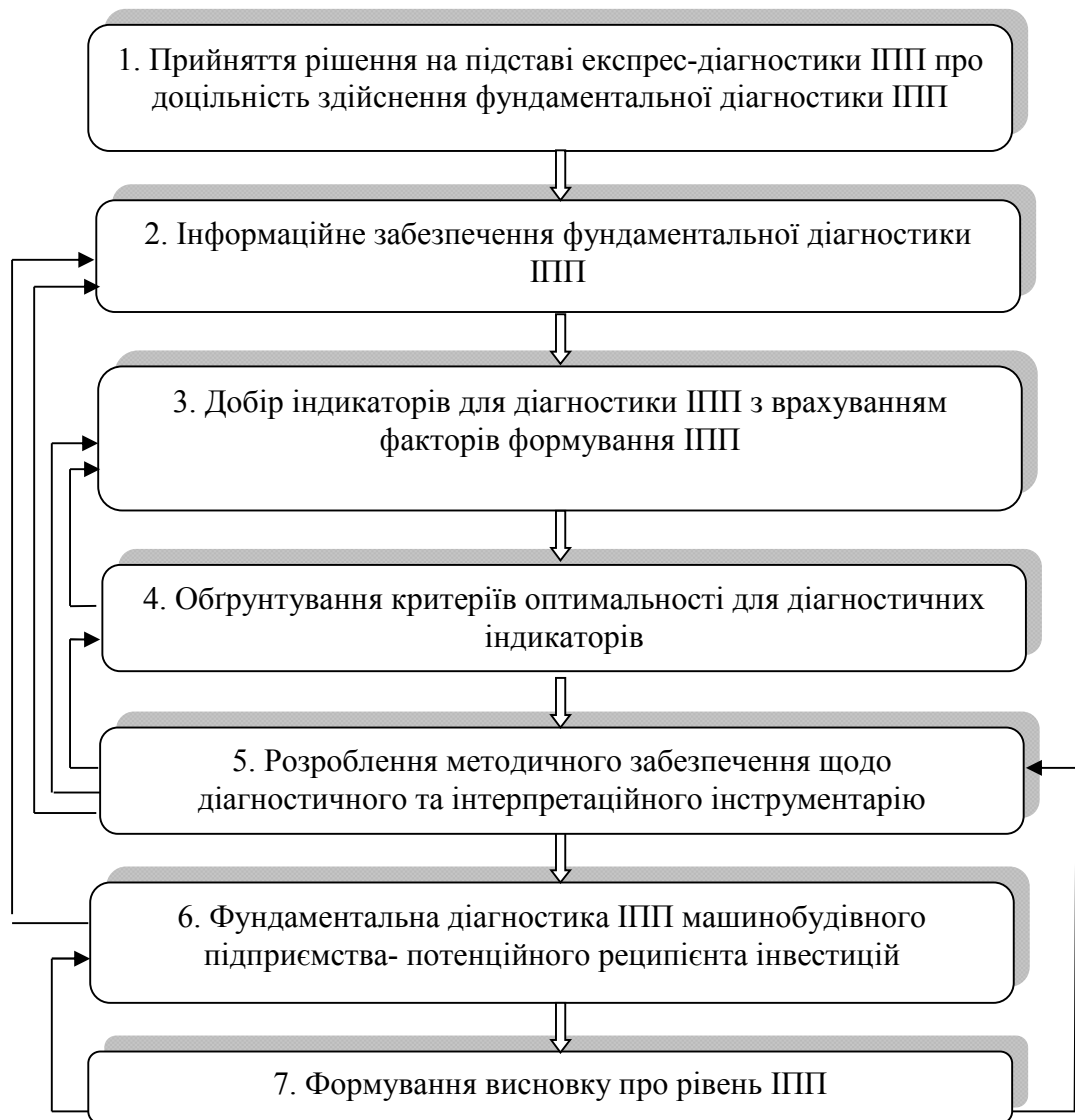 1. Прийняття рішення на підставі експрес-діагностики ІПП про
доцільність здійснення фундаментальної діагностики ІПП
2. Інформаційне забезпечення фундаментальної діагностики
ІПП
3. Добір індикаторів для діагностики ІПП з врахуванням
факторів формування ІПП
4. Обґрунтування критеріїв оптимальності для діагностичних
індикаторів
5. Розроблення методичного забезпечення щодо
діагностичного та інтерпретаційного інструментарію
6. Фундаментальна діагностика ІПП машинобудівного
підприємства- потенційного реципієнта інвестицій
7. Формування висновку про рівень ІПП